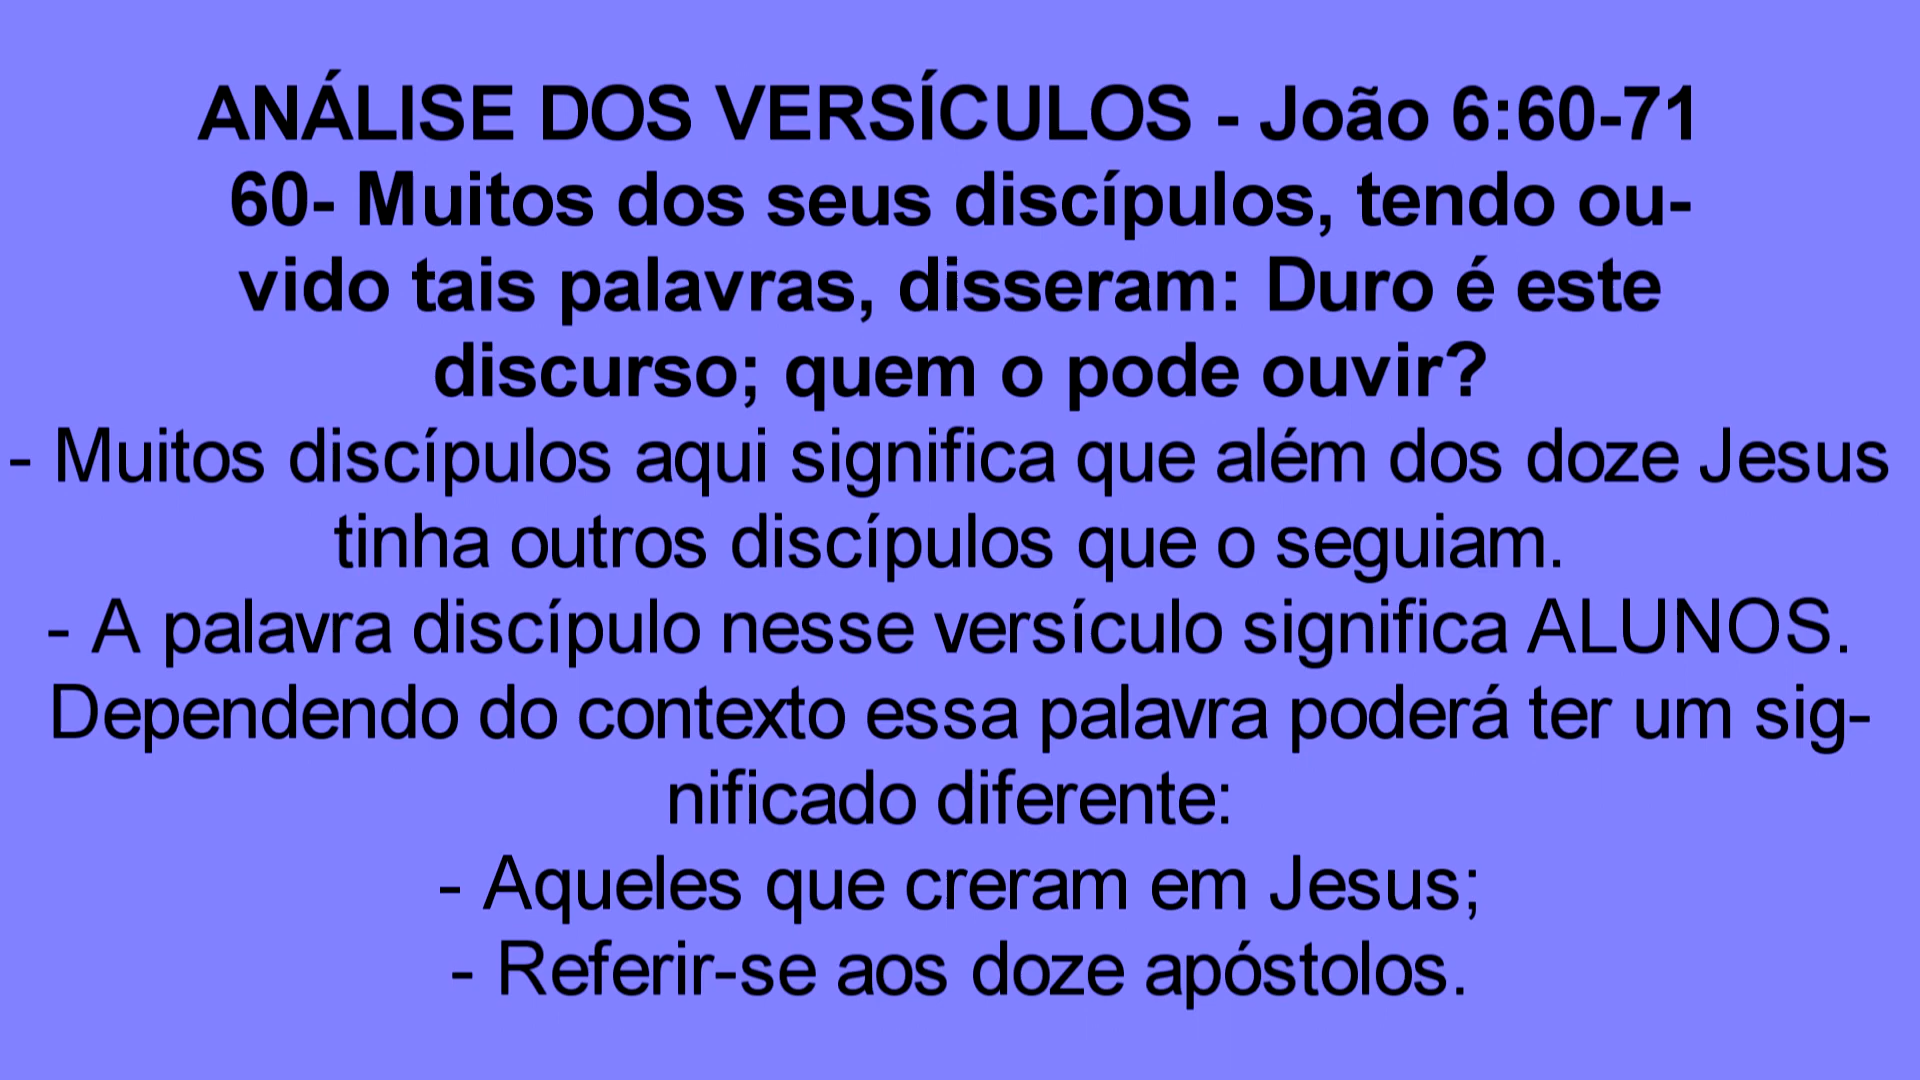 ANÁLISE DOS VERSÍCULOS - João 6:60-71
60- Muitos dos seus discípulos, tendo ou-
vido tais palavras, disseram: Duro é este
discurso; quem o pode ouvir?
- Muitos discípulos aqui significa que além dos doze Jesus
tinha outros discípulos que o seguiam.
- A palavra discípulo nesse versículo significa ALUNOS.
Dependendo do contexto essa palavra poderá ter um sig-
nificado diferente:
- Aqueles que creram em Jesus;
- Referir-se aos doze apóstolos.